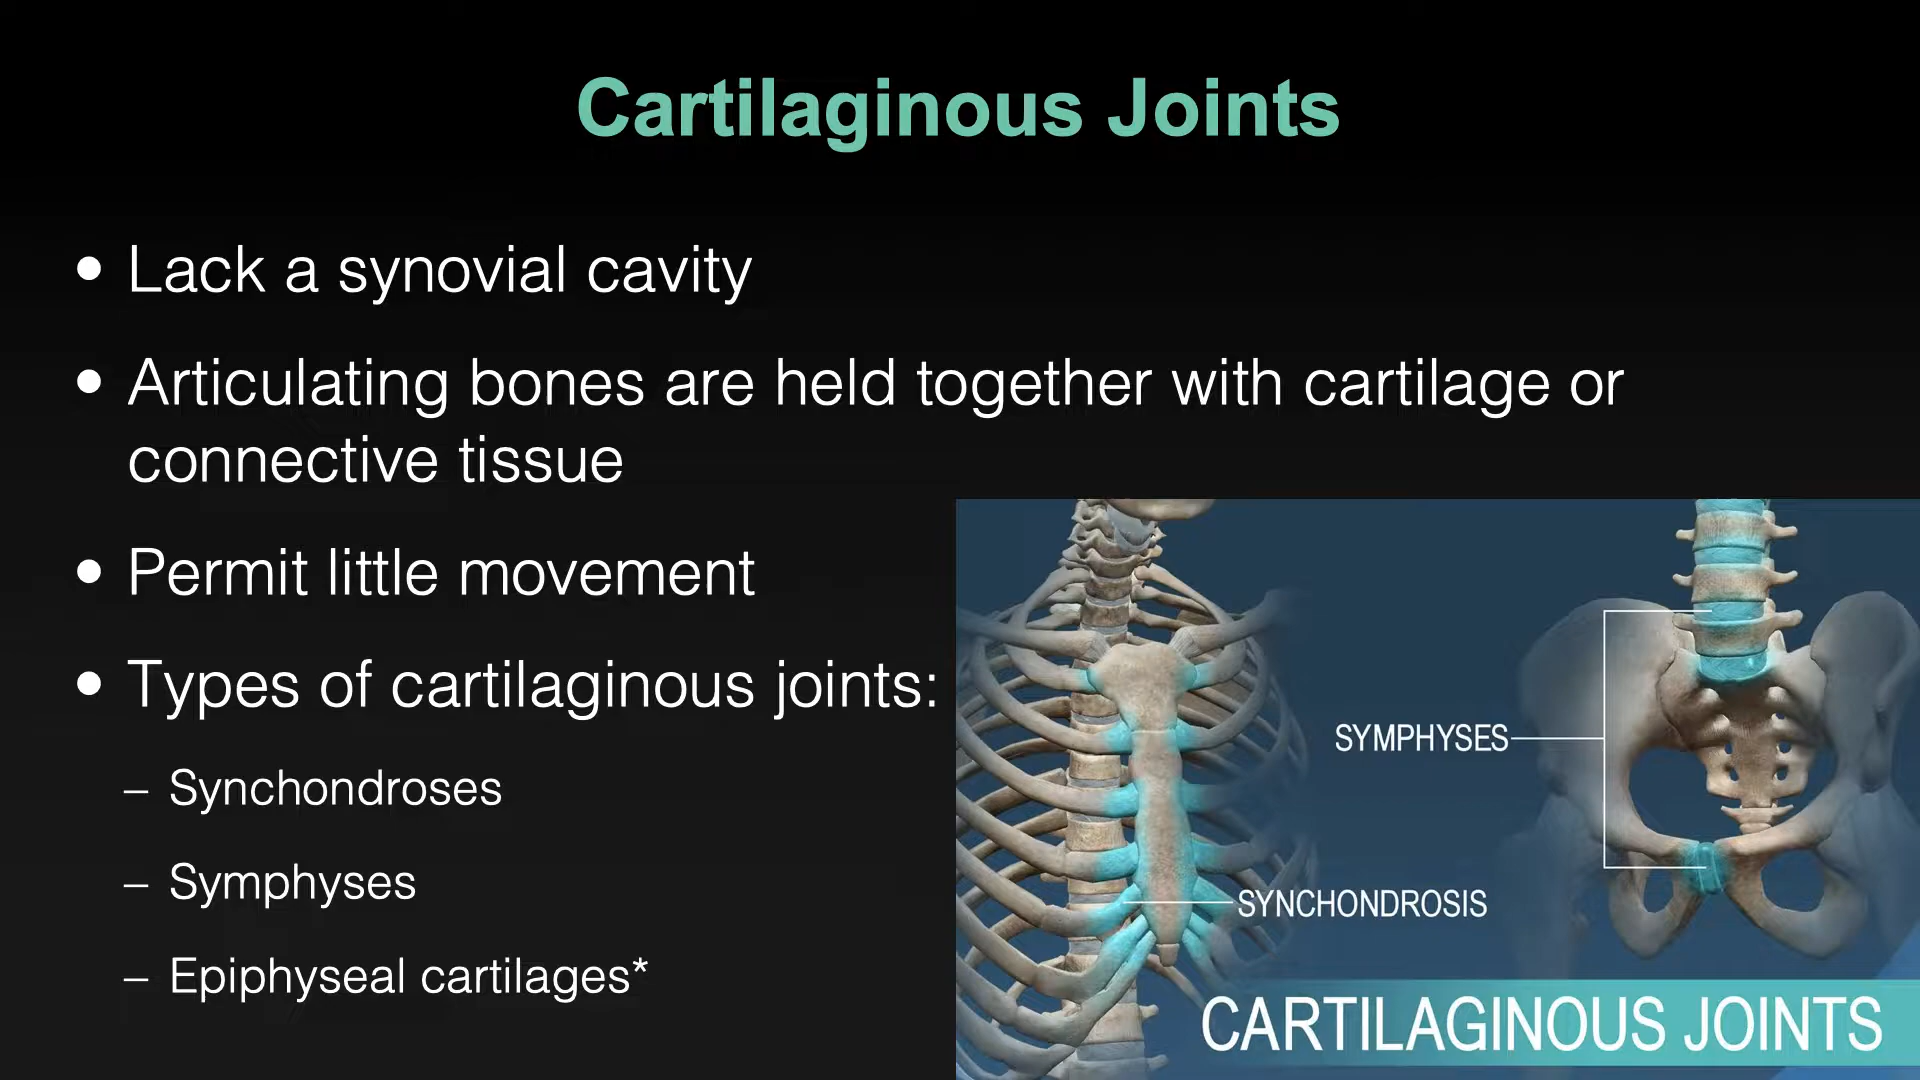 Cartilaginous Joints
• Lack a synovial cavity
• Articulating bones are held together with cartilage or
connective tissue
• Permit little movement
• Types of cartilaginous joints:
– Synchondroses
– Symphyses
– Epiphyseal cartilages*
SYMPHYSES
SYNCHONDROSIS
CARTILAGINOUS JOINTS